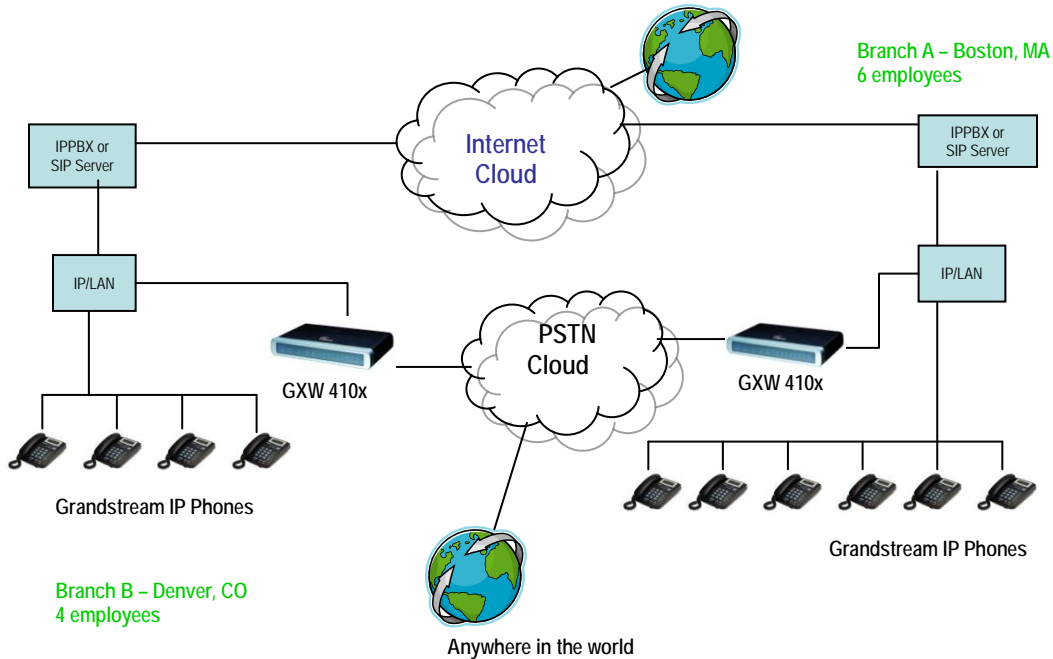 Branch A – Boston, MA
6 employees
IPPBX or
SIP Server
Internet
Cloud
IPPBX or
SIP Server
IP/LAN
IP/LAN
PSTN
Cloud
GXW 410x
GXW 410x
Grandstream IP Phones
Grandstream IP Phones
Branch B – Denver, CO
4 employees
Anywhere in the world